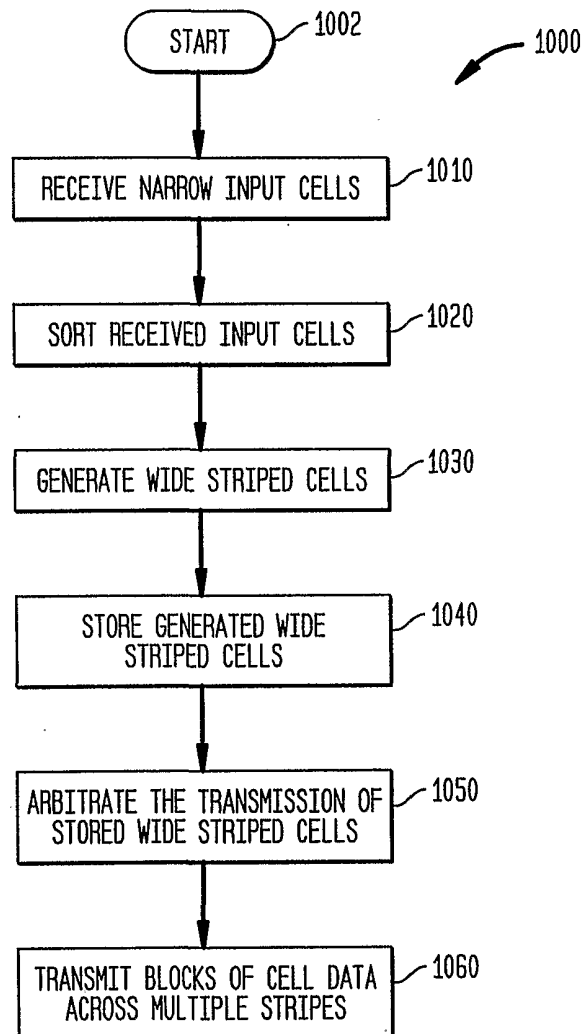 START
1002
1000
RECEIVE NARROW INPUT CELLS
1010
SORT RECEIVED INPUT CELLS
1020
GENERATE WIDE STRIPED CELLS
1030
STORE GENERATED WIDE
STRIPED CELLS
1040
ARBITRATE THE TRANSMISSION OF
STORED WIDE STRIPED CELLS
1050
TRANSMIT BLOCKS OF CELL DATA
ACROSS MULTIPLE STRIPES
1060